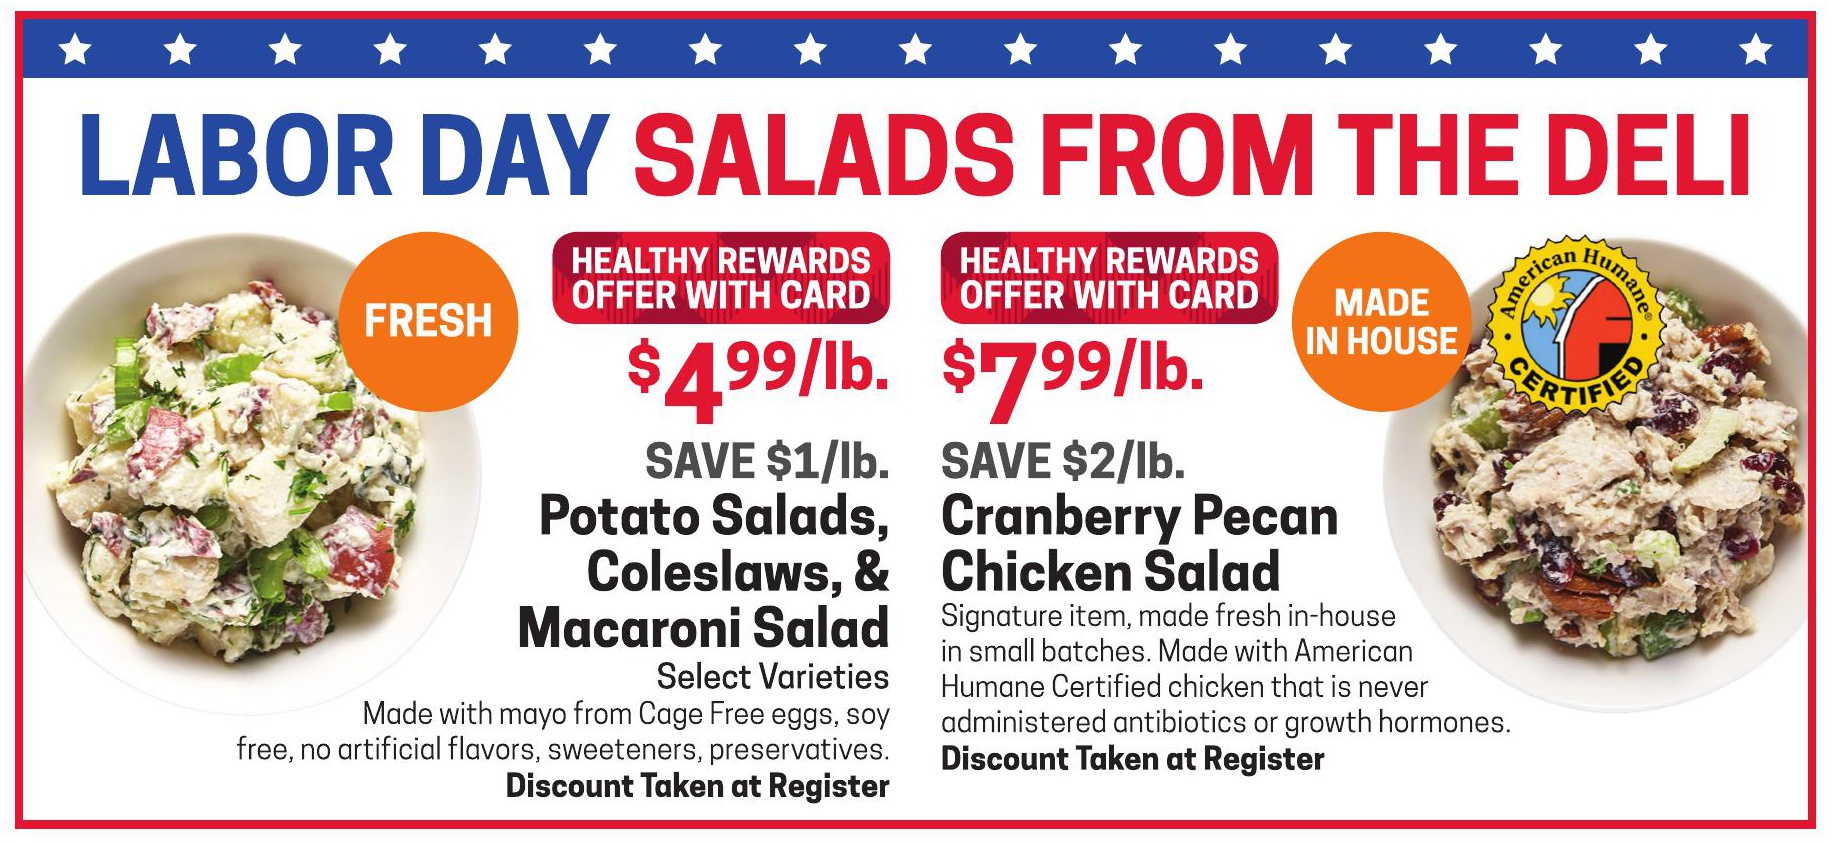 LABOR DAY SALADS FROM THE DELI
FRESH
HEALTHY REWARDS
OFFER WITH CARD
$4 99/lb.
SAVE $1/lb.
Potato Salads,
Coleslaws, &
Macaroni Salad
Select Varieties
Made with mayo from Cage Free eggs, soy
free, no artificial flavors, sweeteners, preservatives.
Discount Taken at Register
HEALTHY REWARDS
OFFER WITH CARD
$7 99/lb.
SAVE $2/lb.
Cranberry Pecan
Chicken Salad
Signature item, made fresh in-house
in small batches. Made with American
Humane Certified chicken that is never
administered antibiotics or growth hormones.
Discount Taken at Register
MADE
IN HOUSE
American Humane®
CERTIFIED